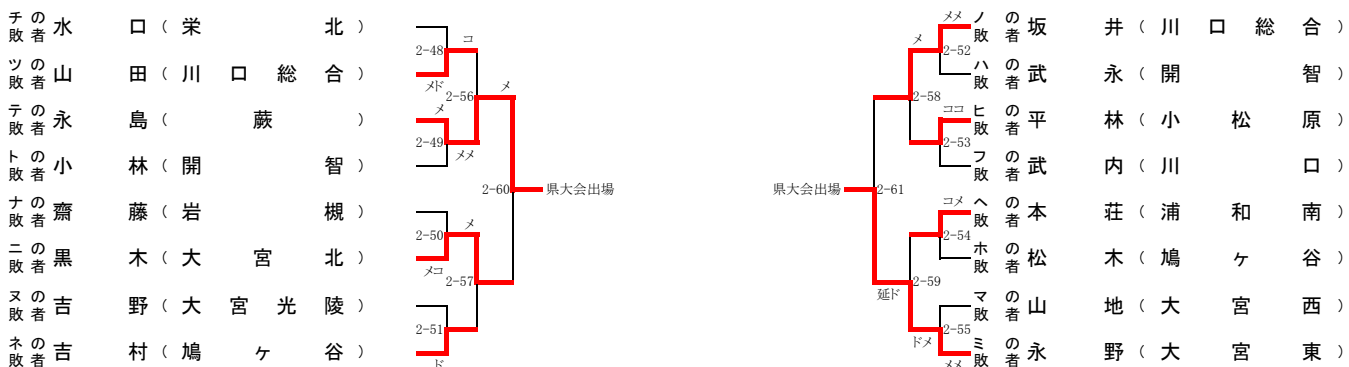 チの敗者 水口（栄北）
コ
2-48
ツの敗者 山田（川口総合）
メド
2-56
メ
テの敗者 永島（蕨）
メ
2-49
メメ
トの敗者 小林（開智）
2-60
県大会出場
ナの敗者 齋藤（岩槻）
メ
2-50
ニの敗者 黒木（大宮北）
メコ
2-57
ヌの敗者 吉野（大宮光陵）
2-51
ネの敗者 吉村（鳩ヶ谷）
ド
メメ
ノの敗者 坂井（川口総合）
メ
2-52
ハの敗者 武永（開智）
2-58
ココ
ヒの敗者 平林（小松原）
2-53
フの敗者 武内（川口）
県大会出場
2-61
コメ
ヘの敗者 本荘（浦和南）
2-54
ホの敗者 松木（鳩ヶ谷）
2-59
延ド
マの敗者 山地（大宮西）
2-55
ドメ
ミの敗者 永野（大宮東）
メメ